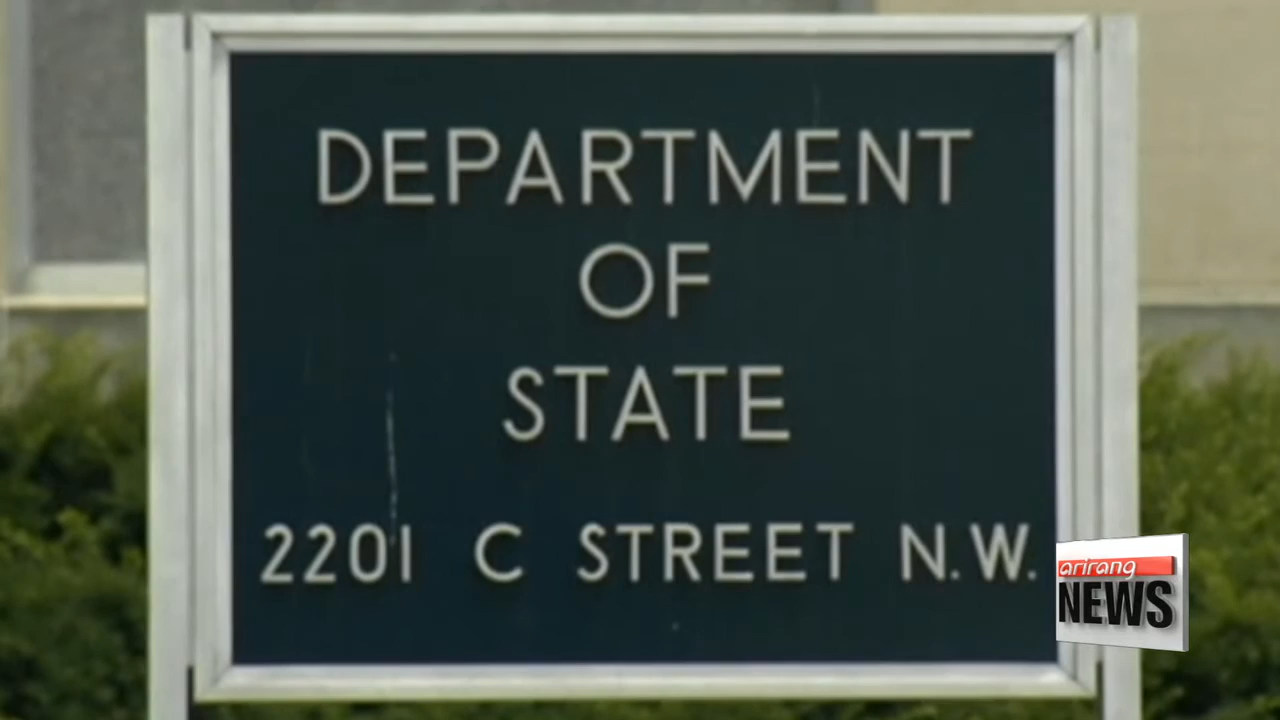 DEPARTMENT
OF
STATE
2201 C STREET N.W.
arirang
NEWS